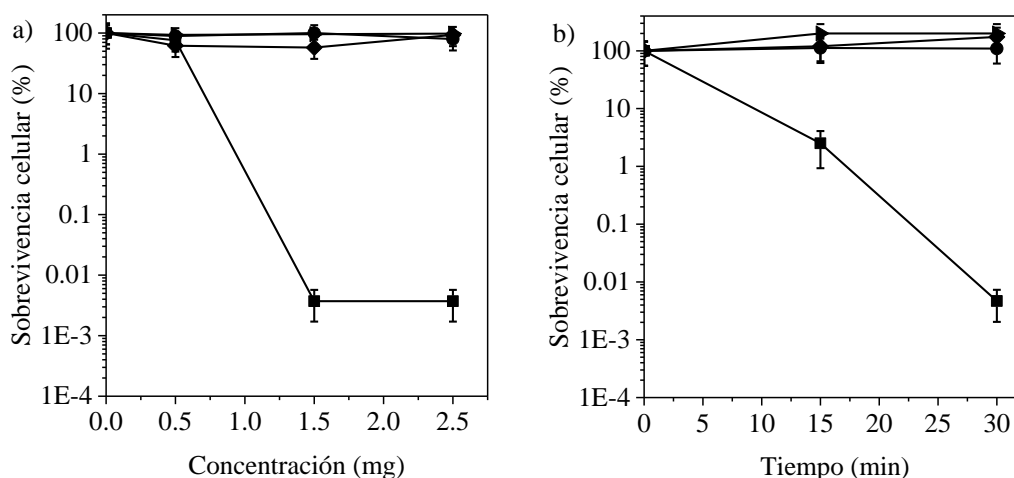 a)
Sobrevivencia celular (%)
100
10
1
0.1
0.01
1E-3
1E-4
0.0 0.5 1.0 1.5 2.0 2.5
Concentración (mg)
b)
Sobrevivencia celular (%)
100
10
1
0.1
0.01
1E-3
1E-4
0 5 10 15 20 25 30
Tiempo (min)